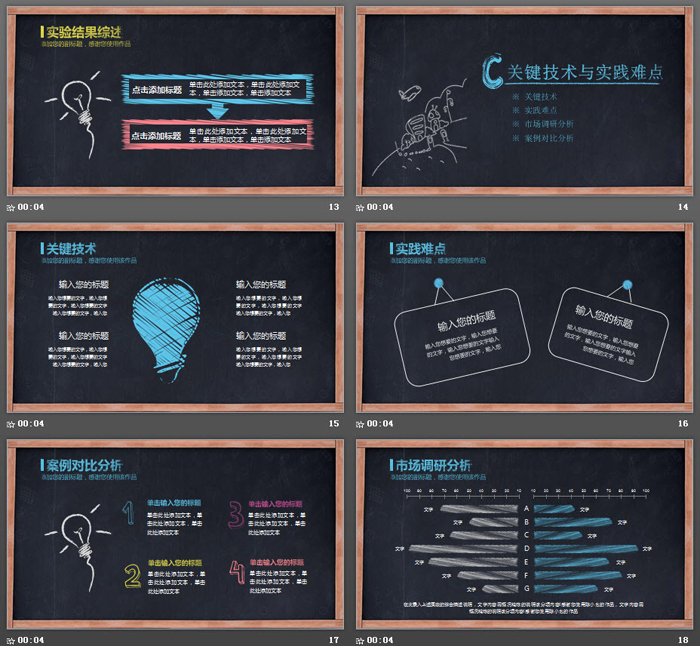 实验结果综述
添加您的副标题，感谢您使用作品
点击添加标题
单击此处添加文本，单击此处添加文
本，单击添加文本，单击添加文本
点击添加标题
单击此处添加文本，单击此处添加文
本，单击添加文本，单击添加文本
00:04
13
C 关键技术与实践难点
※ 关键技术
※ 实践难点
※ 市场调研分析
※ 案例对比分析
00:04
14
关键技术
添加您的副标题，感谢您使用该作品
输入您的标题
输入您想要的文字，输入您想
要的文字，输入您想要的文字
输入您想要的文字，输入您
输入您的标题
输入您想要的文字，输入您想
要的文字，输入您想要的文字
输入您想要的文字，输入您
输入您的标题
输入您想要的文字，输入您想
要的文字，输入您想要的文字
输入您想要的文字，输入您
输入您的标题
输入您想要的文字，输入您想
要的文字，输入您想要的文字
输入您想要的文字，输入您
00:04
15
实践难点
添加您的副标题，感谢您使用该作品
输入您的标题
输入您想要的文字，输入您想要
的文字，输入您想要的文字输入
您想要的文字，输入您
输入您的标题
输入您想要的文字，输入您想要
的文字，输入您想要的文字输入
您想要的文字，输入您
00:04
16
案例对比分析
添加您的副标题，感谢您使用该作品
1 单击输入您的标题
单击此处添加文本，单
击此处添加文本，单击
此处添加文本
2 单击输入您的标题
单击此处添加文本，单
击此处添加文本，单击
此处添加文本
3 单击输入您的标题
单击此处添加文本，单
击此处添加文本，单击
此处添加文本
4 单击输入您的标题
单击此处添加文本，单
击此处添加文本，单击
此处添加文本
00:04
17
市场调研分析
添加您的副标题，感谢您使用该作品
文字 A 文字
文字 B 文字
文字 C 文字
文字 D 文字
文字 E 文字
文字 F 文字
文字 G 文字
00:04
18